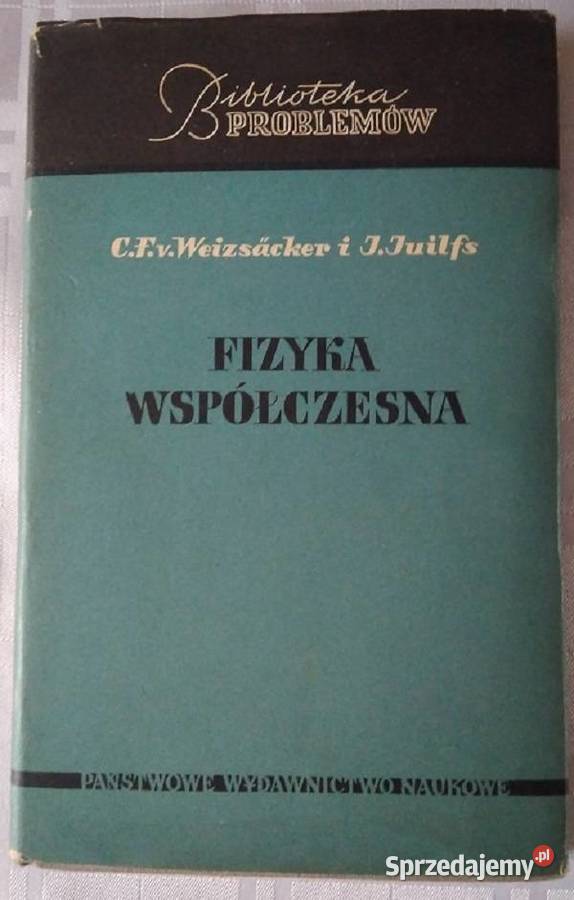 Biblioteka
PROBLEMÓW
C.F.v.Weizsäcker i J.Juilfs
FIZYKA
WSPÓŁCZESNA
PAŃSTWOWE WYDAWNICTWO NAUKOWE
Sprzedajemy.pl